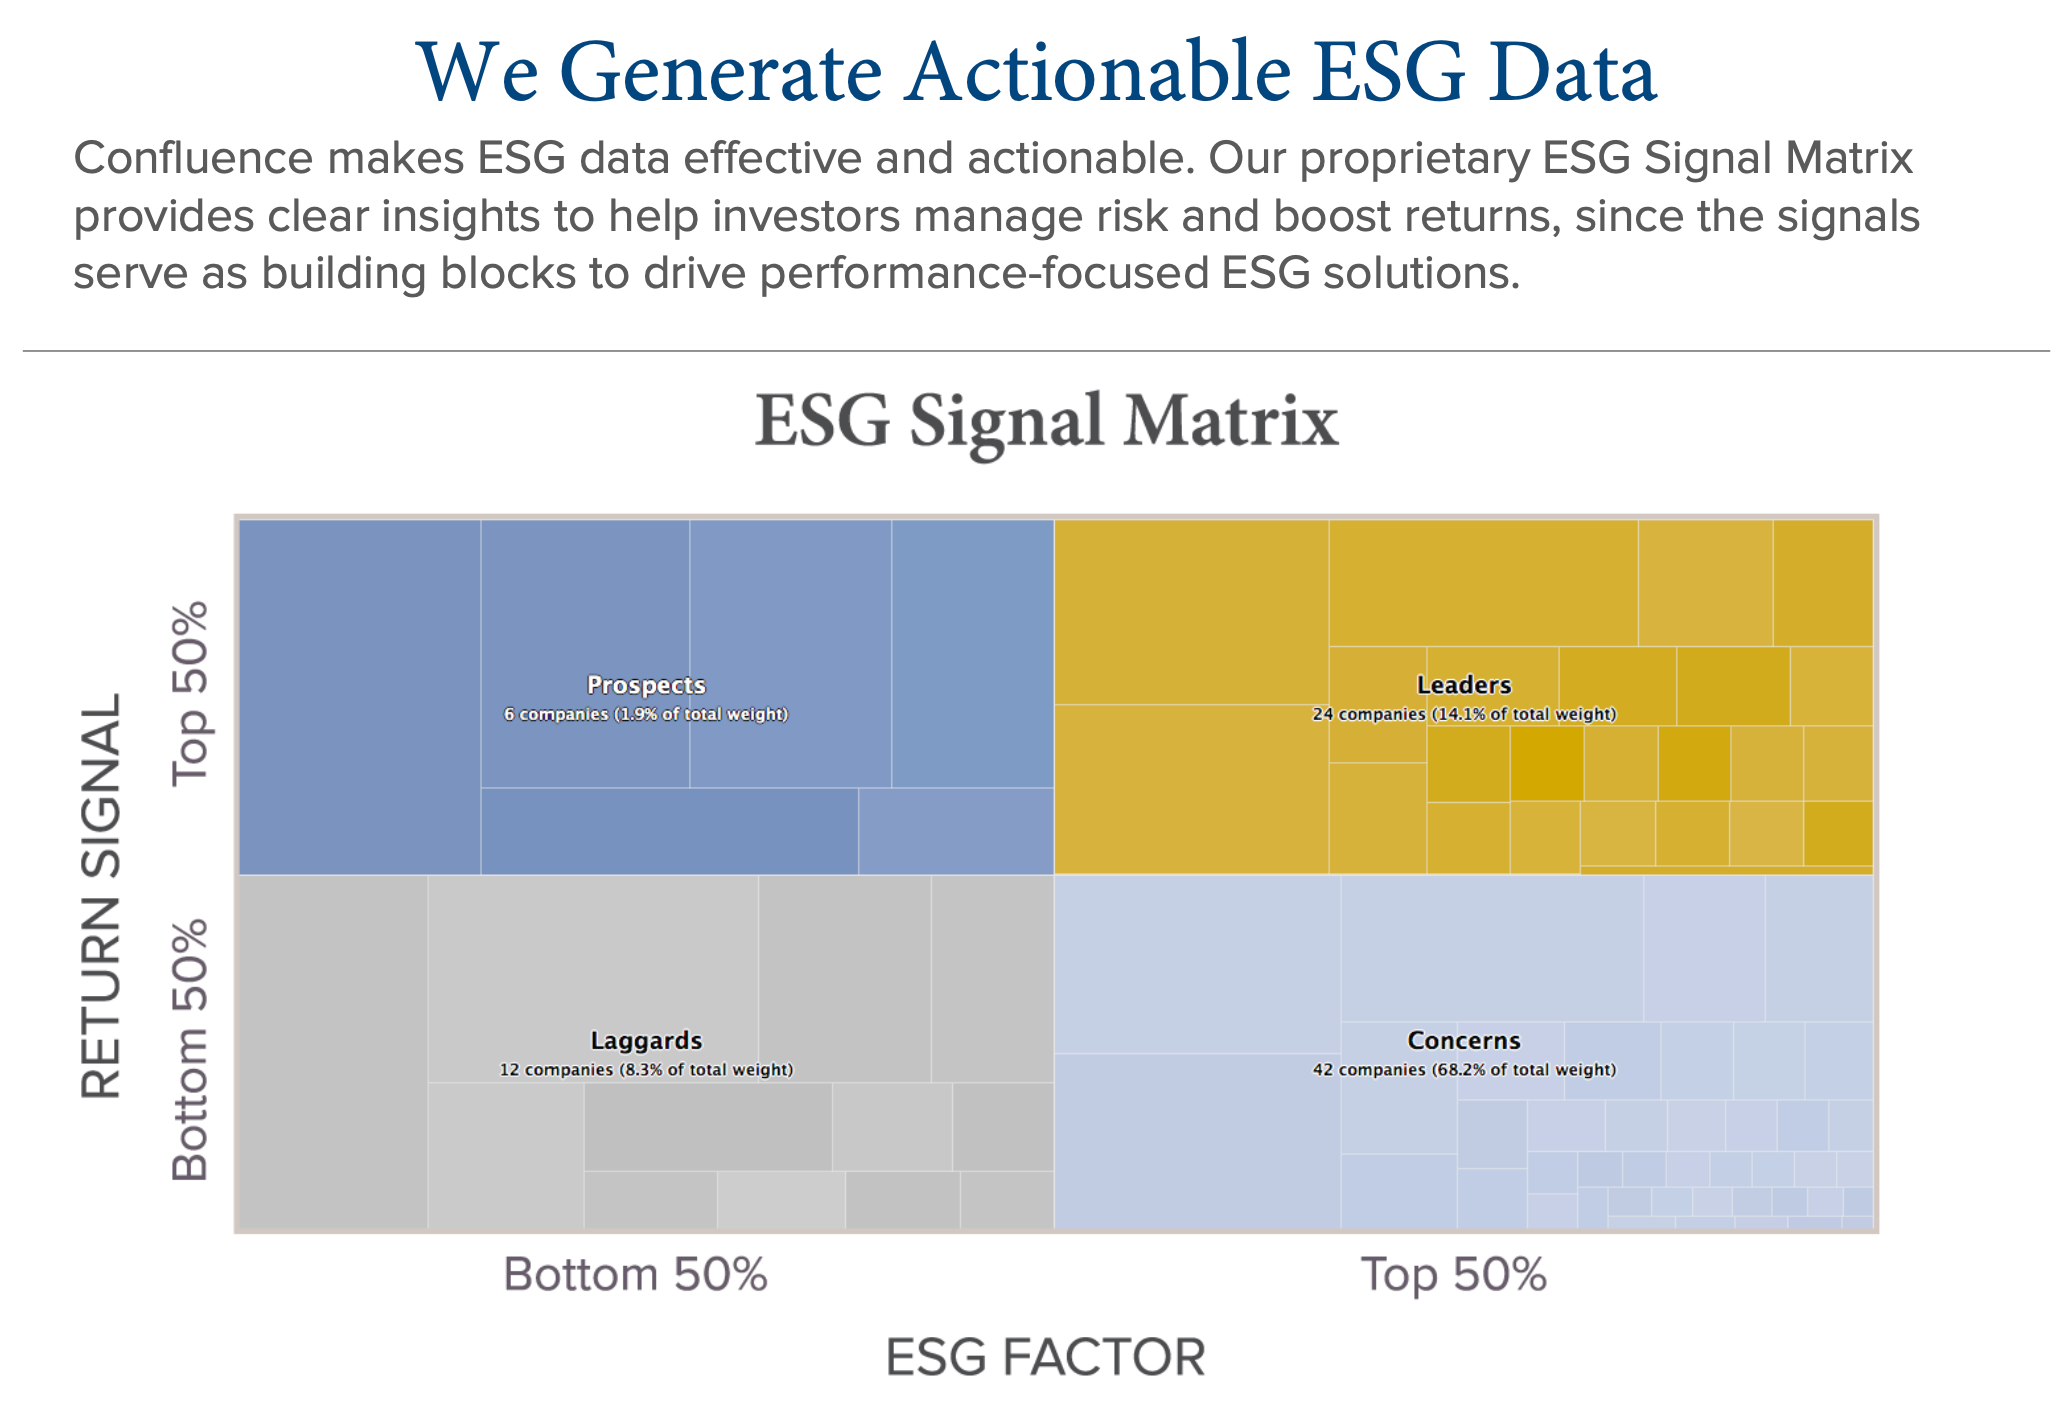 We Generate Actionable ESG Data
Confluence makes ESG data effective and actionable. Our proprietary ESG Signal Matrix
provides clear insights to help investors manage risk and boost returns, since the signals
serve as building blocks to drive performance-focused ESG solutions.
ESG Signal Matrix
RETURN SIGNAL
Top 50%
Bottom 50%
Prospects
6 companies (1.9% of total weight)
Leaders
24 companies (14.1% of total weight)
Laggards
12 companies (8.3% of total weight)
Concerns
42 companies (68.2% of total weight)
Bottom 50%
Top 50%
ESG FACTOR